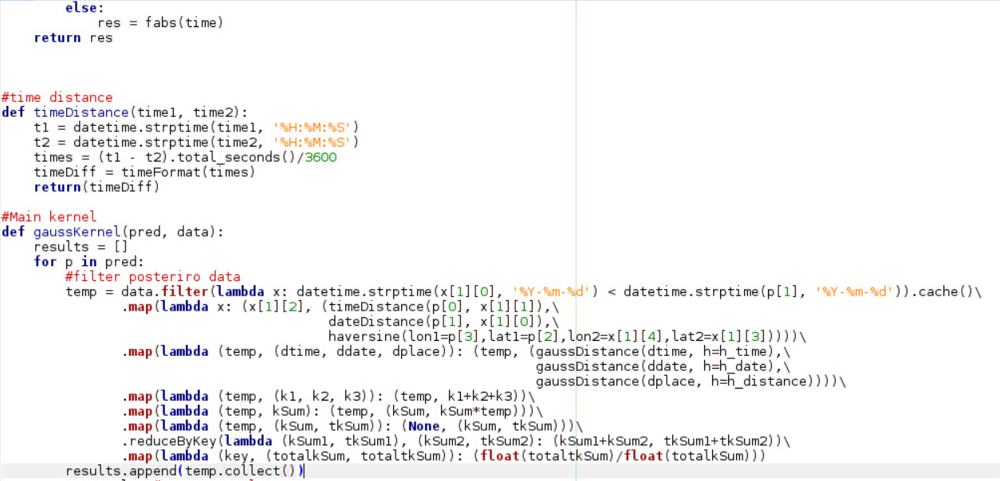 else:
res = fabs(time)
return res
#time distance
def timeDistance(time1, time2):
t1 = datetime.strptime(time1, '%H:%M:%S')
t2 = datetime.strptime(time2, '%H:%M:%S')
times = (t1 - t2).total_seconds()/3600
timeDiff = timeFormat(times)
return(timeDiff)
#Main kernel
def gaussKernel(pred, data):
results = []
for p in pred:
#filter posteriro data
temp = data.filter(lambda x: datetime.strptime(x[1][0], '%Y-%m-%d') < datetime.strptime(p[1], '%Y-%m-%d')).cache()\
.map(lambda x: (x[1][2], (timeDistance(p[0], x[1][1]),\
dateDistance(p[1], x[1][0]),\
haversine(lon1=p[3],lat1=p[2],lon2=x[1][4],lat2=x[1][3]))))\
.map(lambda (temp, (dtime, ddate, dplace)): (temp, (gaussDistance(dtime, h=h_time),\
gaussDistance(ddate, h=h_date),\
gaussDistance(dplace, h=h_distance))))\
.map(lambda (temp, (k1, k2, k3)): (temp, k1+k2+k3))\
.map(lambda (temp, kSum): (temp, (kSum, kSum*temp)))\
.map(lambda (temp, (kSum, tkSum)): (None, (kSum, tkSum)))\
.reduceByKey(lambda (kSum1, tkSum1), (kSum2, tkSum2): (kSum1+kSum2, tkSum1+tkSum2))\
.map(lambda (key, (totalkSum, totaltkSum)): (float(totaltkSum)/float(totalkSum)))
results.append(temp.collect())